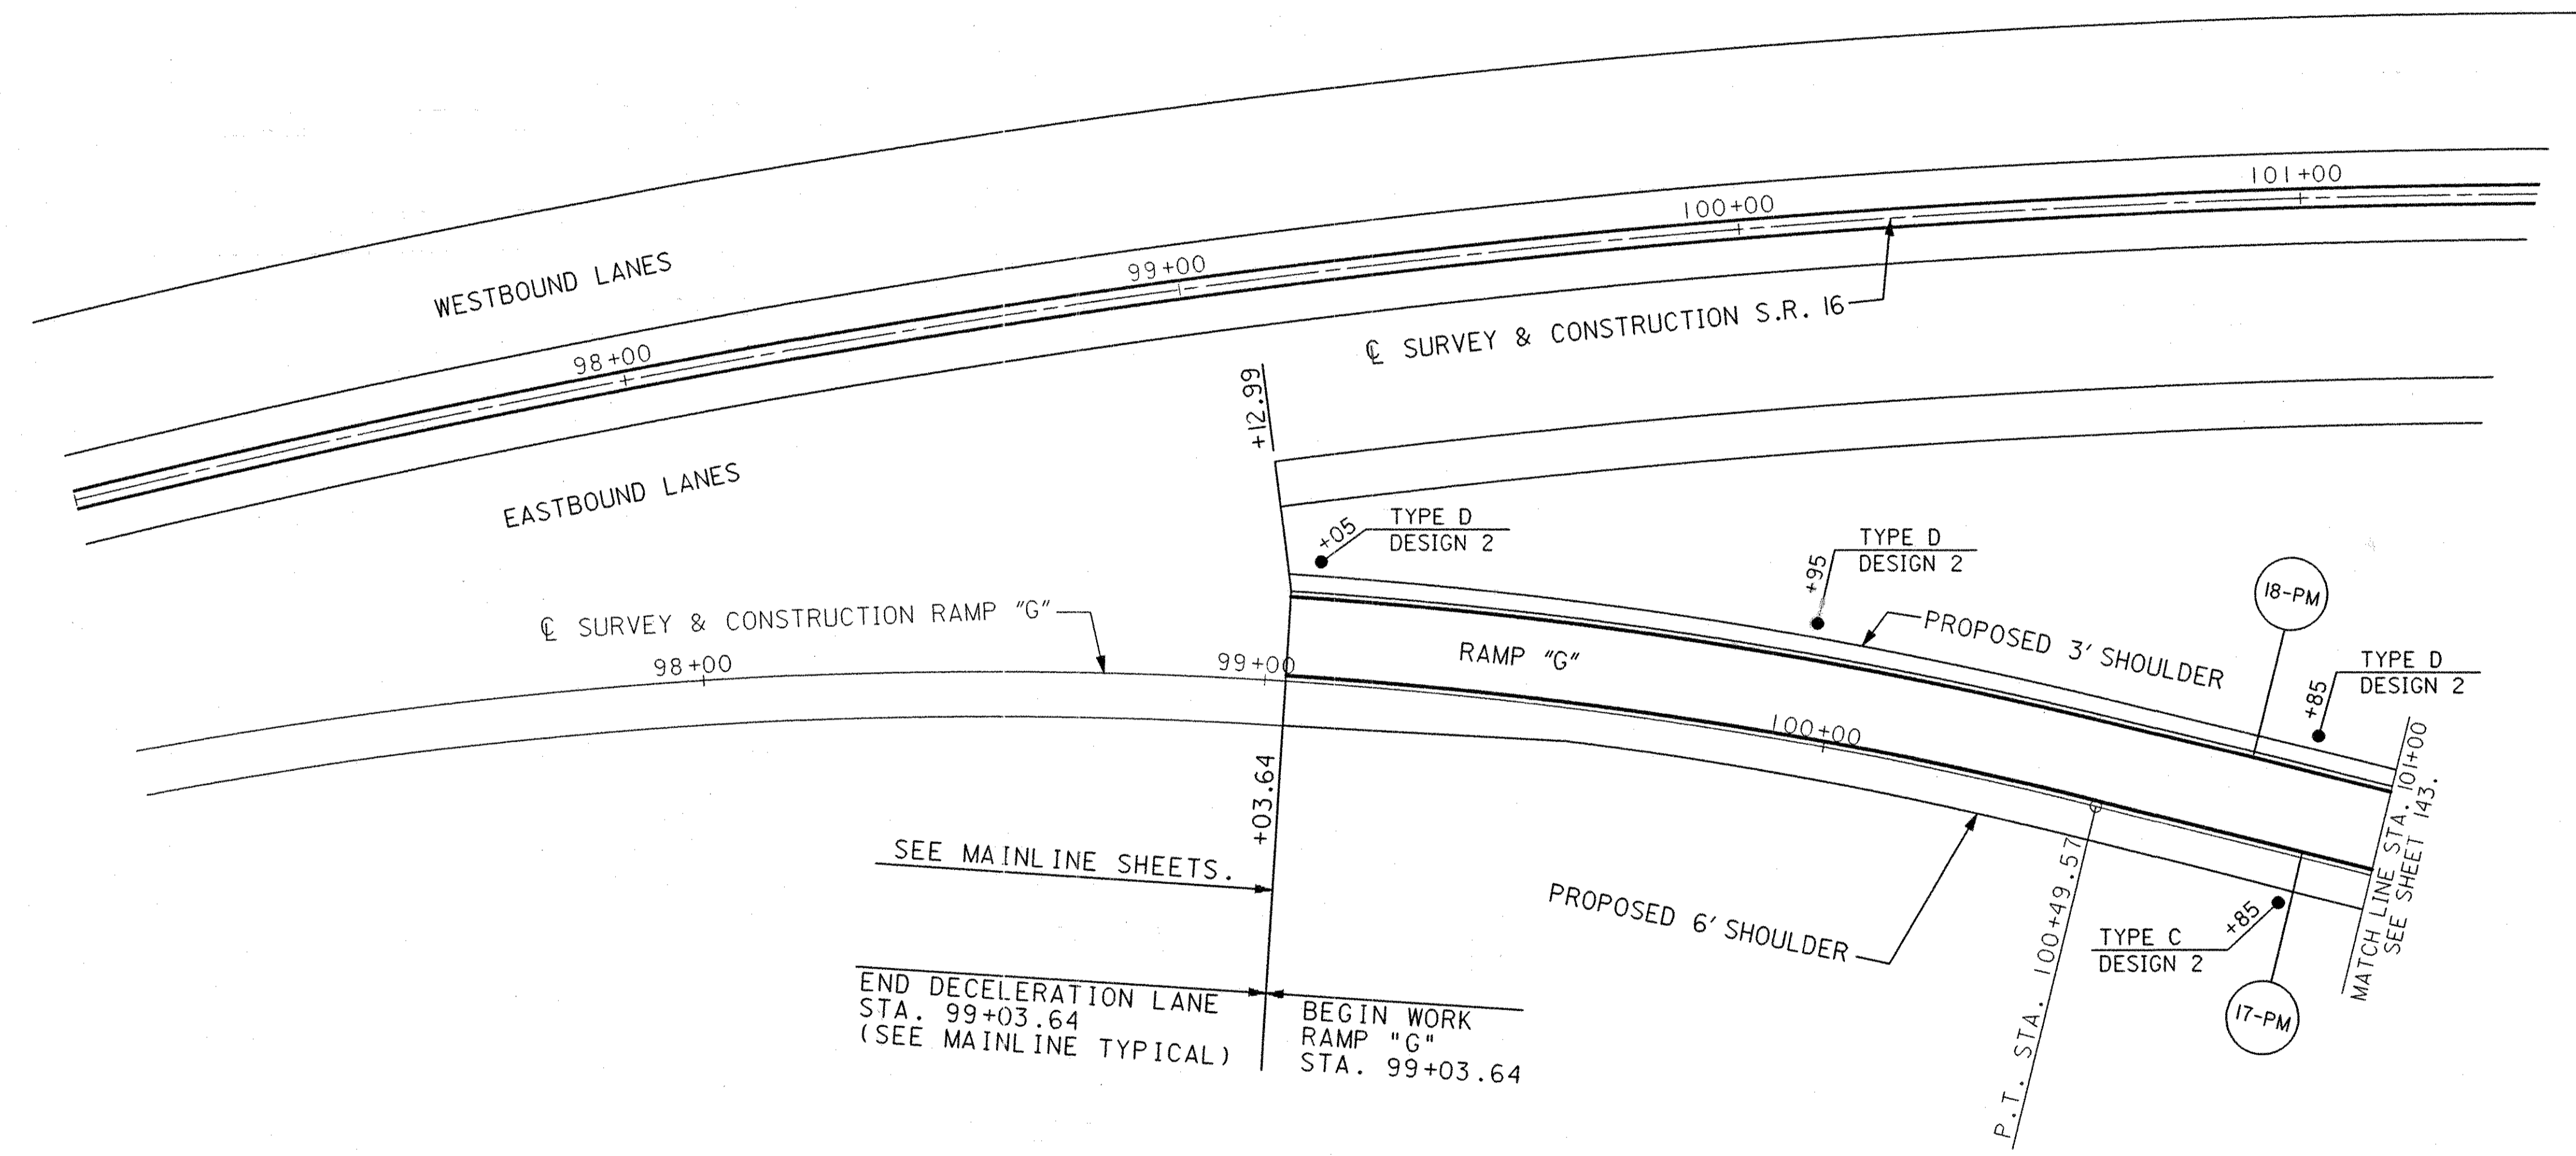 101+00
100+00
99+00
WESTBOUND LANES
98+00
℄ SURVEY & CONSTRUCTION S.R. 16
+12.99
EASTBOUND LANES
+05
TYPE D
DESIGN 2
+95
TYPE D
DESIGN 2
18-PM
℄ SURVEY & CONSTRUCTION RAMP "G"
98+00
99+00
RAMP "G"
PROPOSED 3' SHOULDER
+85
TYPE D
DESIGN 2
100+00
+03.64
SEE MAINLINE SHEETS.
PROPOSED 6' SHOULDER
P.T. STA. 100+49.57
+85
TYPE C
DESIGN 2
17-PM
MATCH LINE STA. 101+00
SEE SHEET 143.
END DECELERATION LANE
STA. 99+03.64
(SEE MAINLINE TYPICAL)
BEGIN WORK
RAMP "G"
STA. 99+03.64